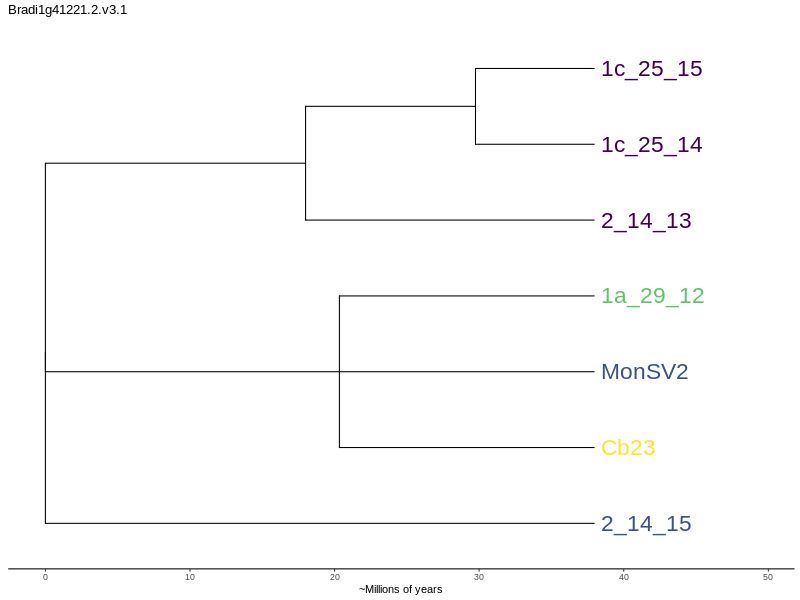 Bradi1g41221.2.v3.1
1c_25_15
1c_25_14
2_14_13
1a_29_12
MonSV2
Cb23
2_14_15
0 10 20 30 40 50
~Millions of years